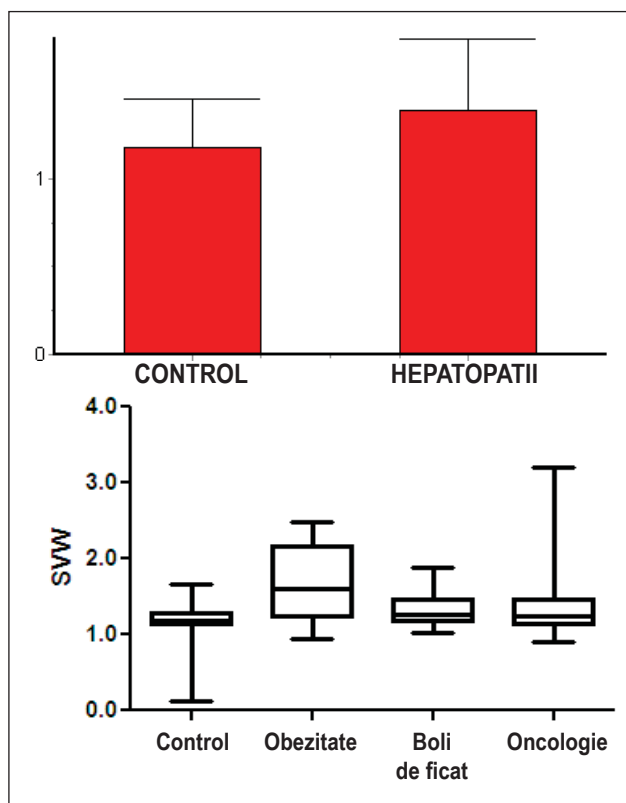 1
0
CONTROL HEPATOPATII
4.0
3.0
2.0
1.0
0.0
SVW
Control Obezitate Boli de ficat Oncologie